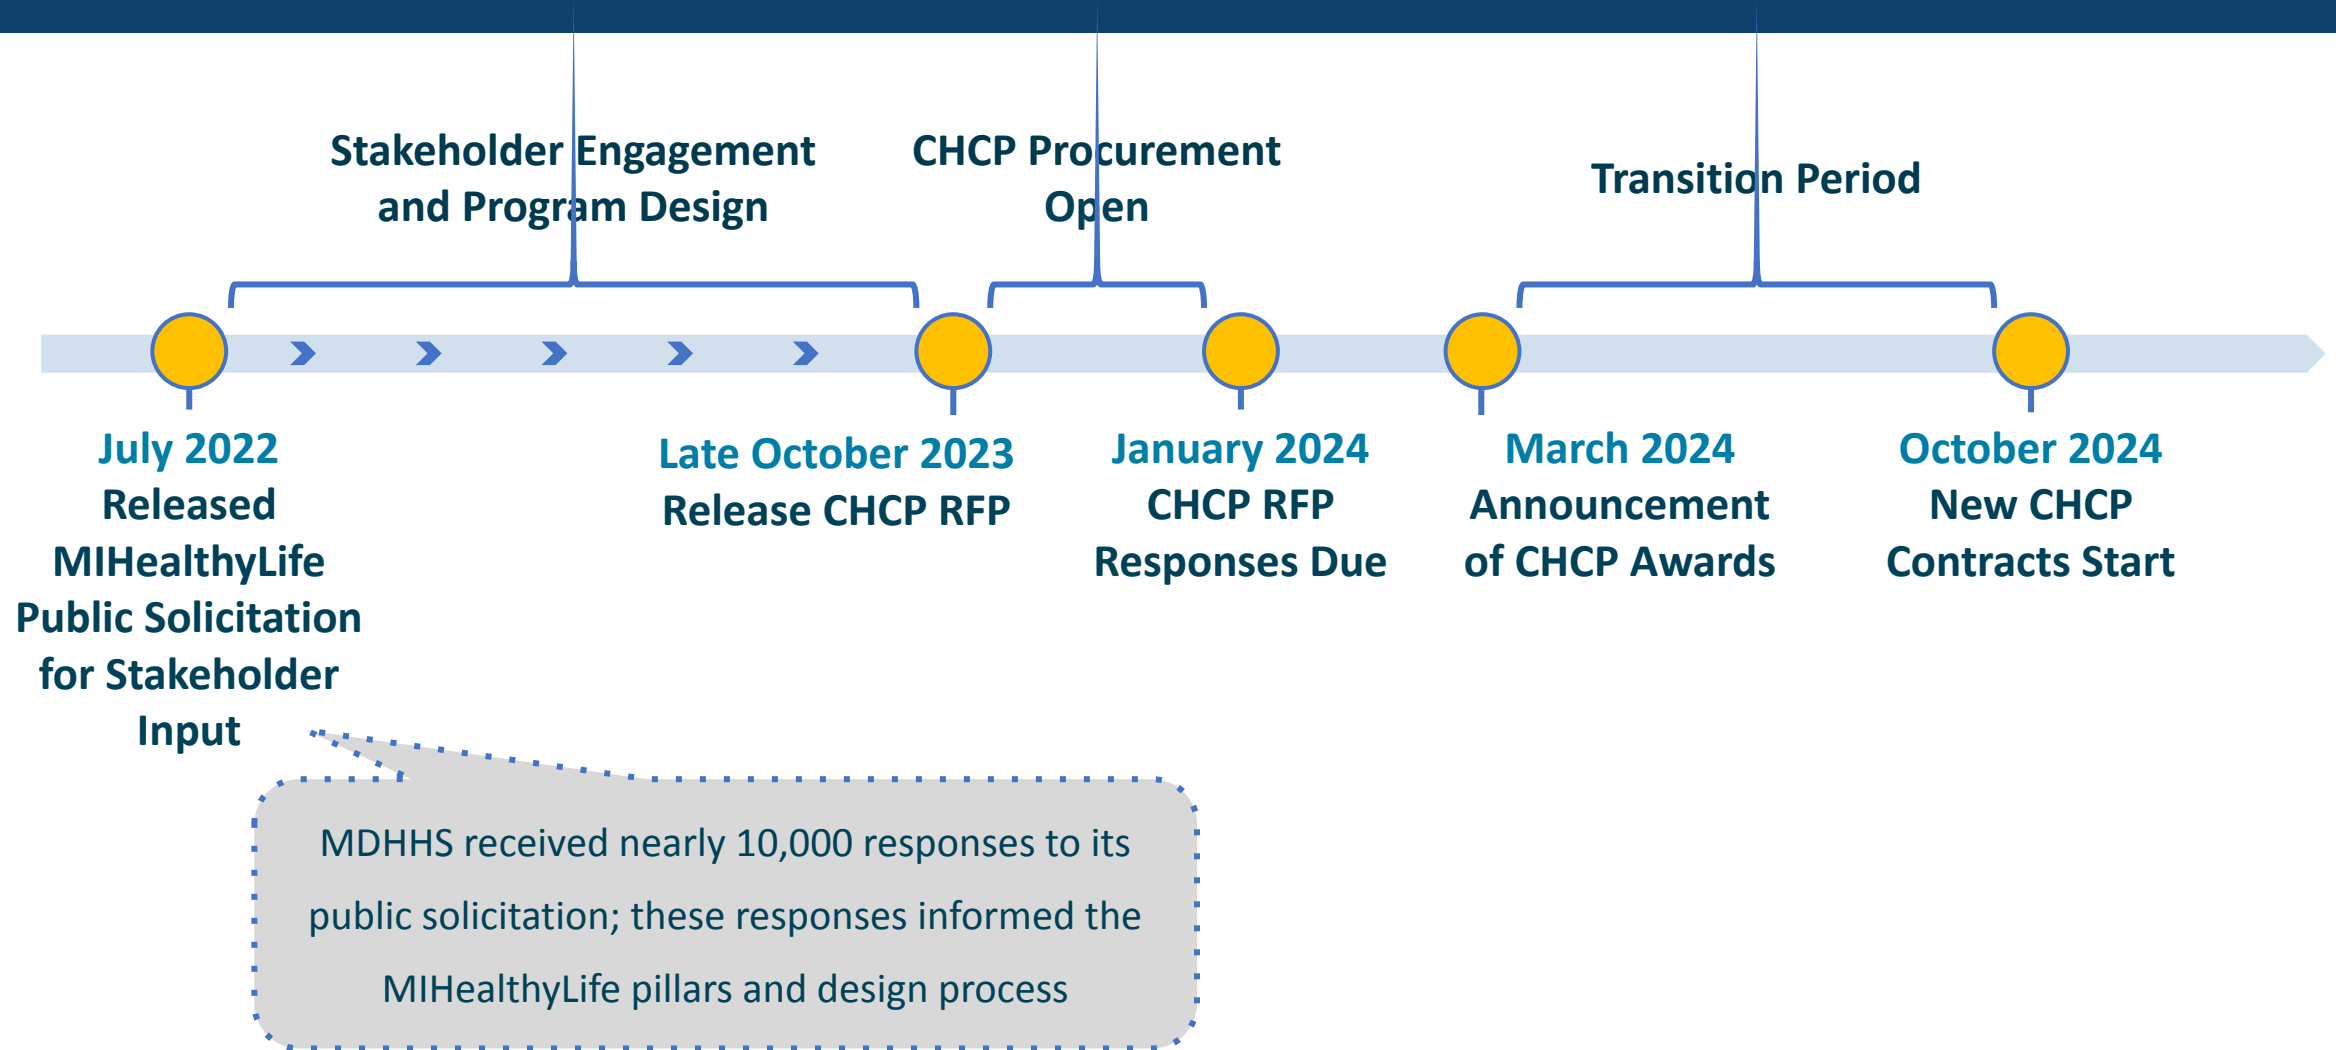 Stakeholder Engagement
and Program Design
CHCP Procurement
Open
Transition Period
July 2022
Released
MIHealthyLife
Public Solicitation
for Stakeholder
Input
Late October 2023
Release CHCP RFP
January 2024
CHCP RFP
Responses Due
March 2024
Announcement
of CHCP Awards
October 2024
New CHCP
Contracts Start
MDHHS received nearly 10,000 responses to its
public solicitation; these responses informed the
MIHealthyLife pillars and design process